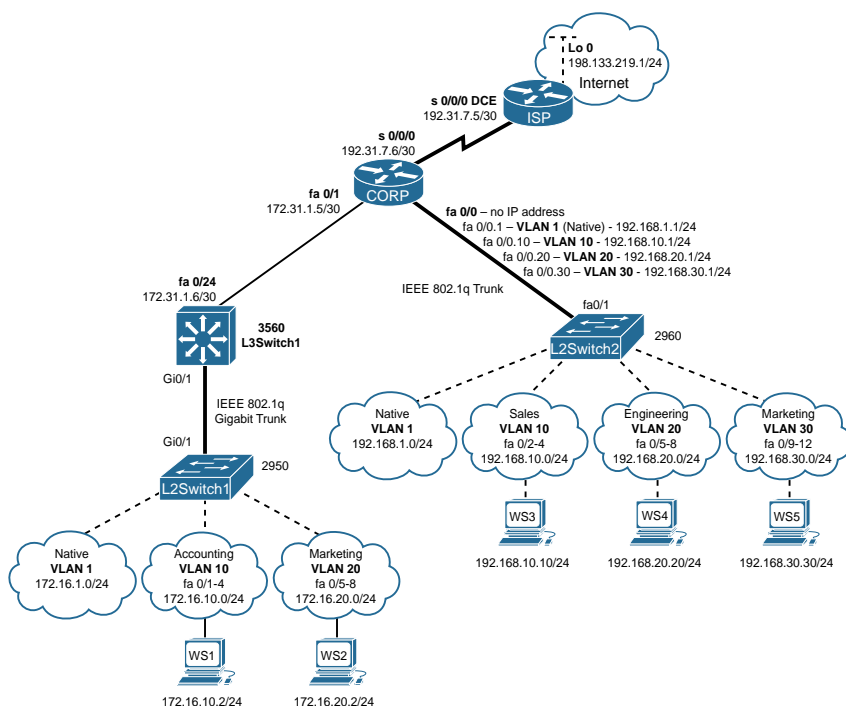 Lo 0
198.133.219.1/24
Internet
s 0/0/0 DCE
192.31.7.5/30
ISP
s 0/0/0
192.31.7.6/30
CORP
fa 0/1
172.31.1.5/30
fa 0/0 – no IP address
fa 0/0.1 – VLAN 1 (Native) - 192.168.1.1/24
fa 0/0.10 – VLAN 10 - 192.168.10.1/24
fa 0/0.20 – VLAN 20 - 192.168.20.1/24
fa 0/0.30 – VLAN 30 - 192.168.30.1/24
IEEE 802.1q Trunk
fa 0/24
172.31.1.6/30
3560
L3Switch1
fa0/1
2960
L2Switch2
Gi0/1
IEEE 802.1q
Gigabit Trunk
Gi0/1
2950
L2Switch1
Native
VLAN 1
192.168.1.0/24
Sales
VLAN 10
fa 0/2-4
192.168.10.0/24
Engineering
VLAN 20
fa 0/5-8
192.168.20.0/24
Marketing
VLAN 30
fa 0/9-12
192.168.30.0/24
WS3
WS4
WS5
192.168.10.10/24
192.168.20.20/24
192.168.30.30/24
Native
VLAN 1
172.16.1.0/24
Accounting
VLAN 10
fa 0/1-4
172.16.10.0/24
Marketing
VLAN 20
fa 0/5-8
172.16.20.0/24
WS1
WS2
172.16.10.2/24
172.16.20.2/24